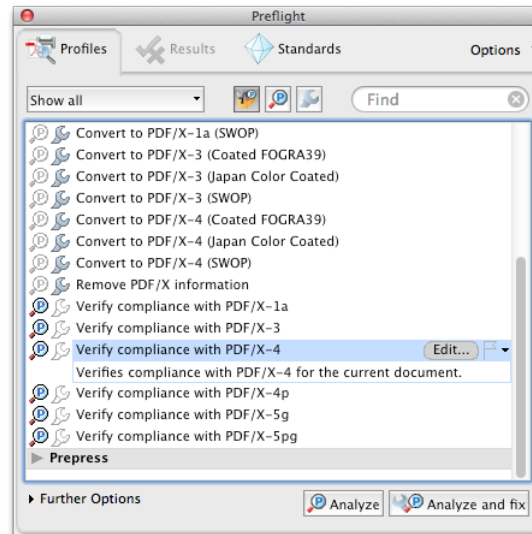 Preflight
Profiles
Results
Standards
Options
Show all
Find
Convert to PDF/X-1a (SWOP)
Convert to PDF/X-3 (Coated FOGRA39)
Convert to PDF/X-3 (Japan Color Coated)
Convert to PDF/X-3 (SWOP)
Convert to PDF/X-4 (Coated FOGRA39)
Convert to PDF/X-4 (Japan Color Coated)
Convert to PDF/X-4 (SWOP)
Remove PDF/X information
Verify compliance with PDF/X-1a
Verify compliance with PDF/X-3
Verify compliance with PDF/X-4 Edit...
Verifies compliance with PDF/X-4 for the current document.
Verify compliance with PDF/X-4p
Verify compliance with PDF/X-5g
Verify compliance with PDF/X-5pg
Prepress
Further Options
Analyze
Analyze and fix